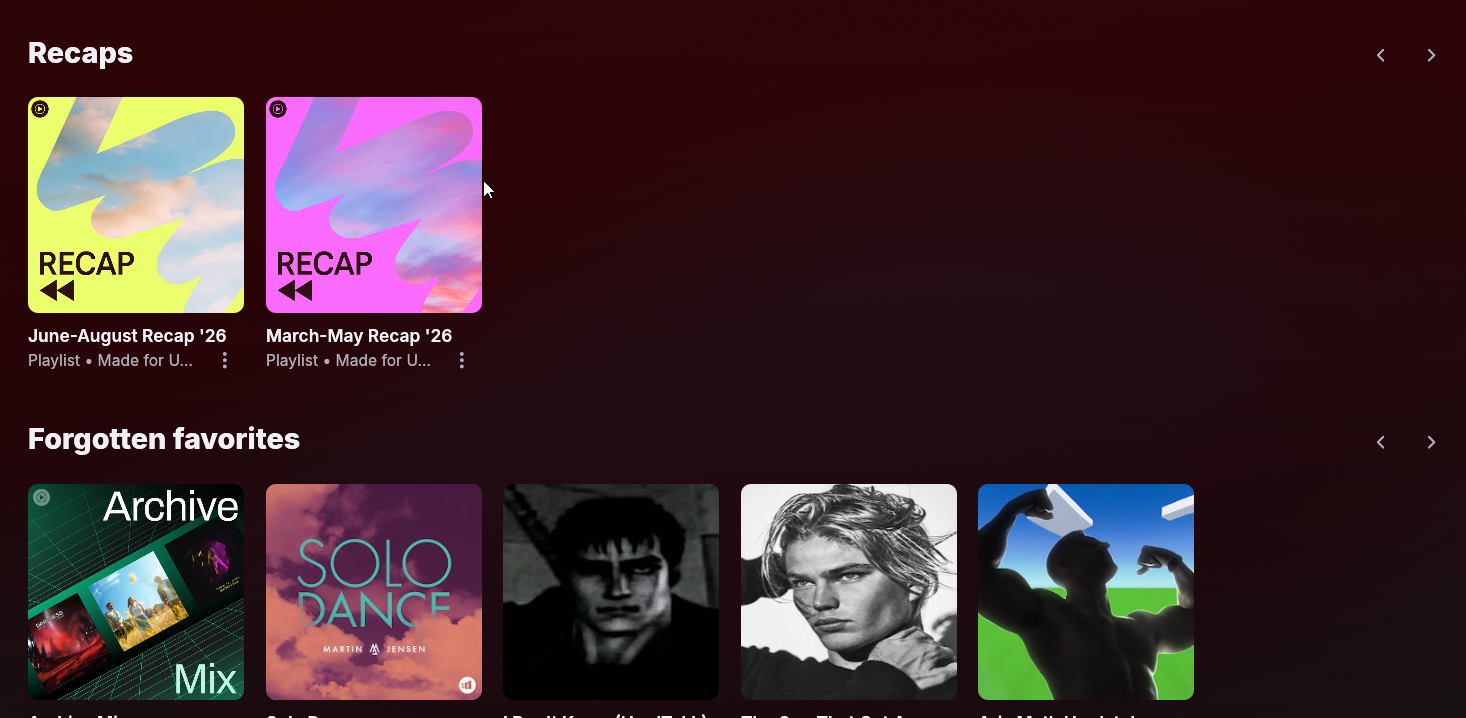 Recaps
RECAP
RECAP
June-August Recap '26
March-May Recap '26
Playlist • Made for U...
Playlist • Made for U...
Forgotten favorites
Archive
Mix
SOLO
DANCE
MARTIN JENSEN